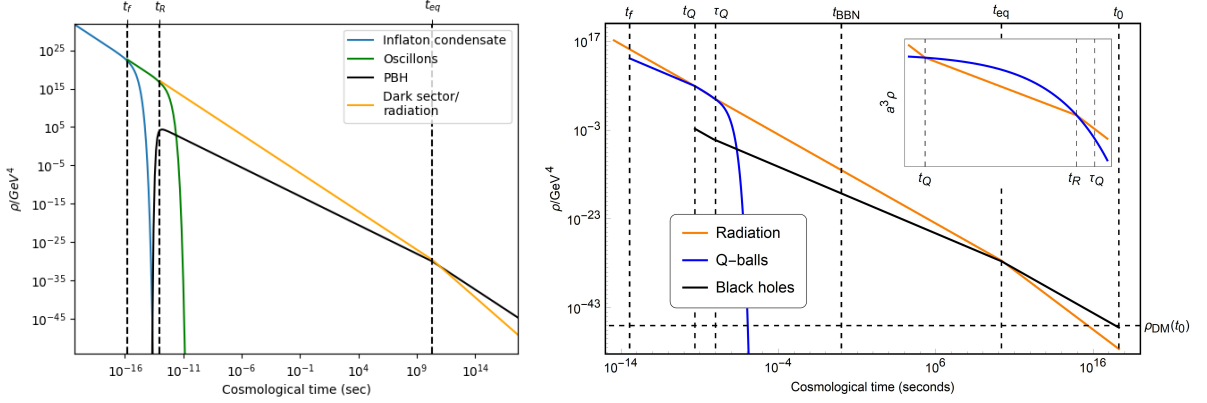 t_f t_R t_eq
10^25
10^15
10^5
10^−5
10^−15
10^−25
10^−35
10^−45
ρ/GeV^4
Inflaton condensate
Oscillons
PBH
Dark sector/
radiation
10^−16 10^−11 10^−6 10^−1 10^4 10^9 10^14
Cosmological time (sec)
t_f t_Q τ_Q t_BBN t_eq t_0
10^17
10^-3
10^-23
10^-43
ρ/GeV^4
a^3 ρ
t_Q t_R τ_Q
Radiation
Q−balls
Black holes
ρ_DM(t_0)
10^-14 10^-4 10^6 10^16
Cosmological time (seconds)